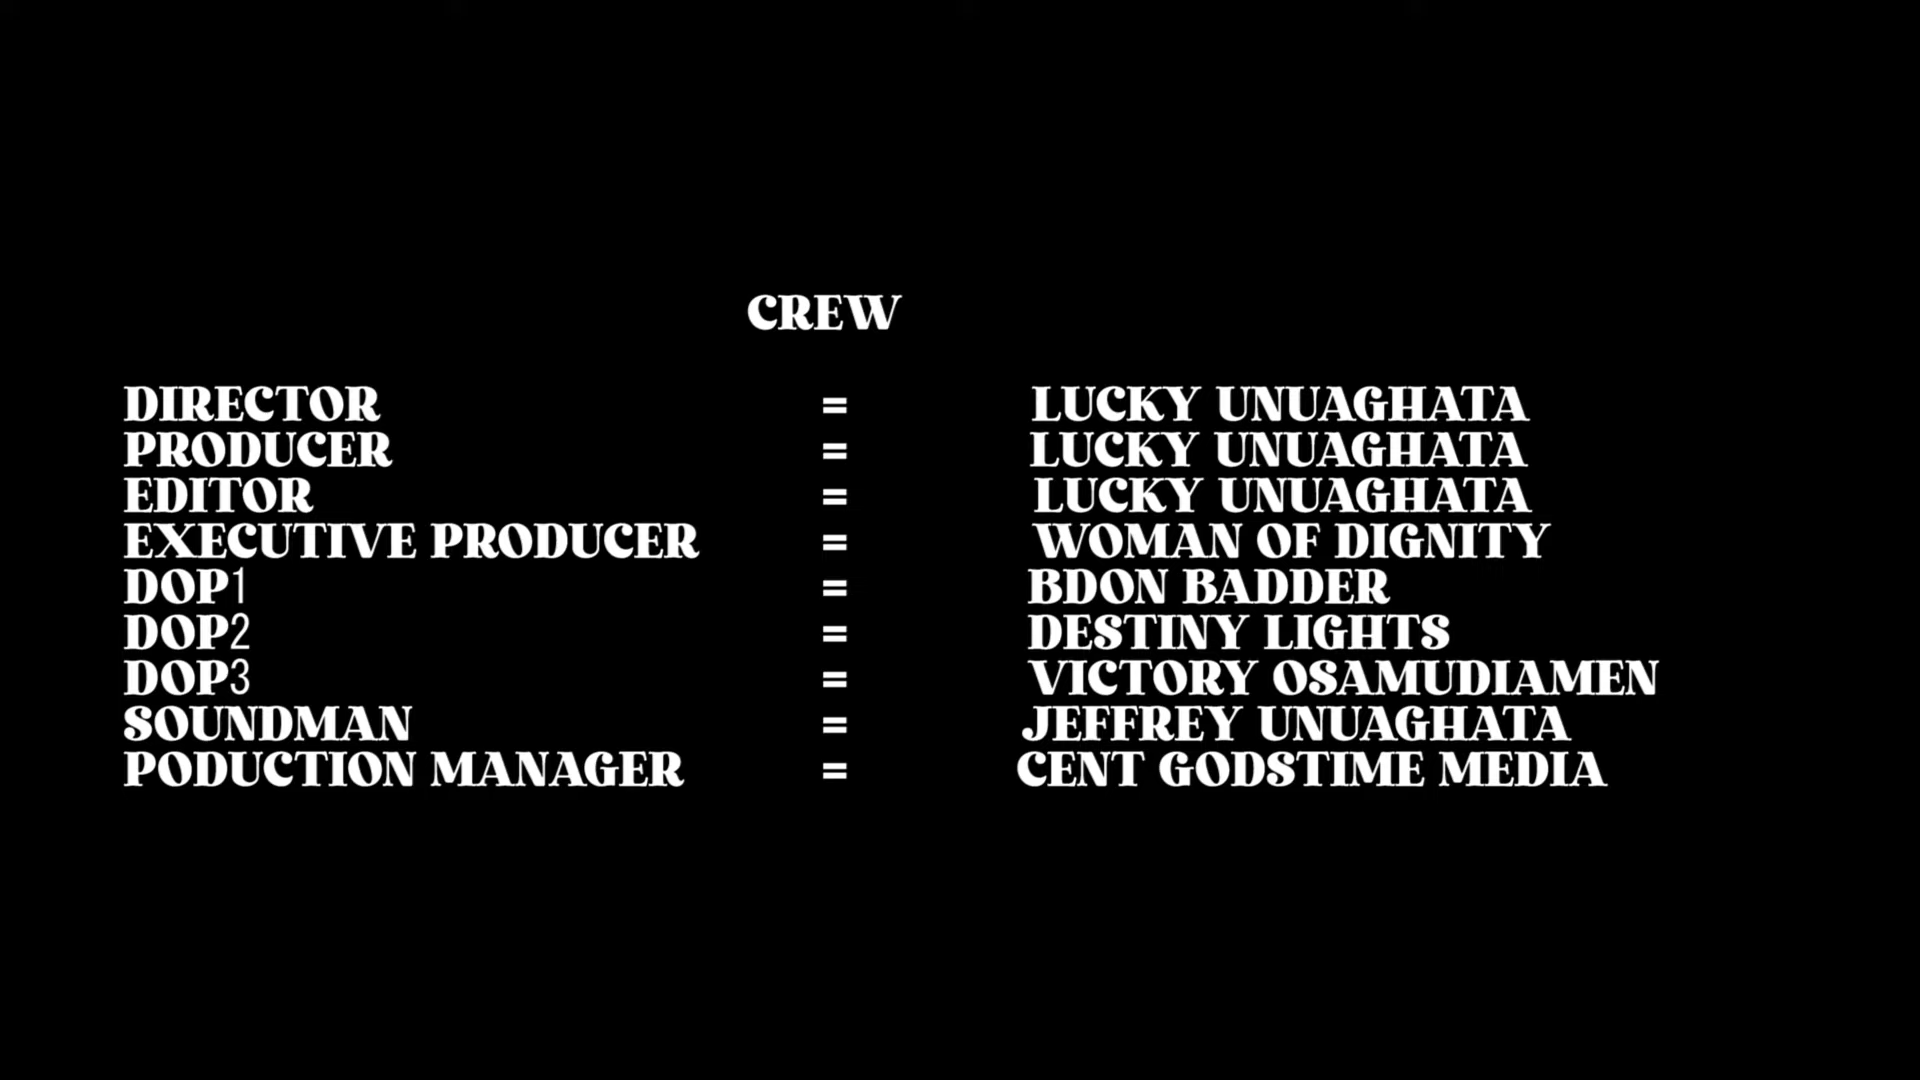 CREW
DIRECTOR = LUCKY UNUAGHATA
PRODUCER = LUCKY UNUAGHATA
EDITOR = LUCKY UNUAGHATA
EXECUTIVE PRODUCER = WOMAN OF DIGNITY
DOP1 = BDON BADDER
DOP2 = DESTINY LIGHTS
DOP3 = VICTORY OSAMUDIAMEN
SOUNDMAN = JEFFREY UNUAGHATA
PODUCTION MANAGER = CENT GODSTIME MEDIA